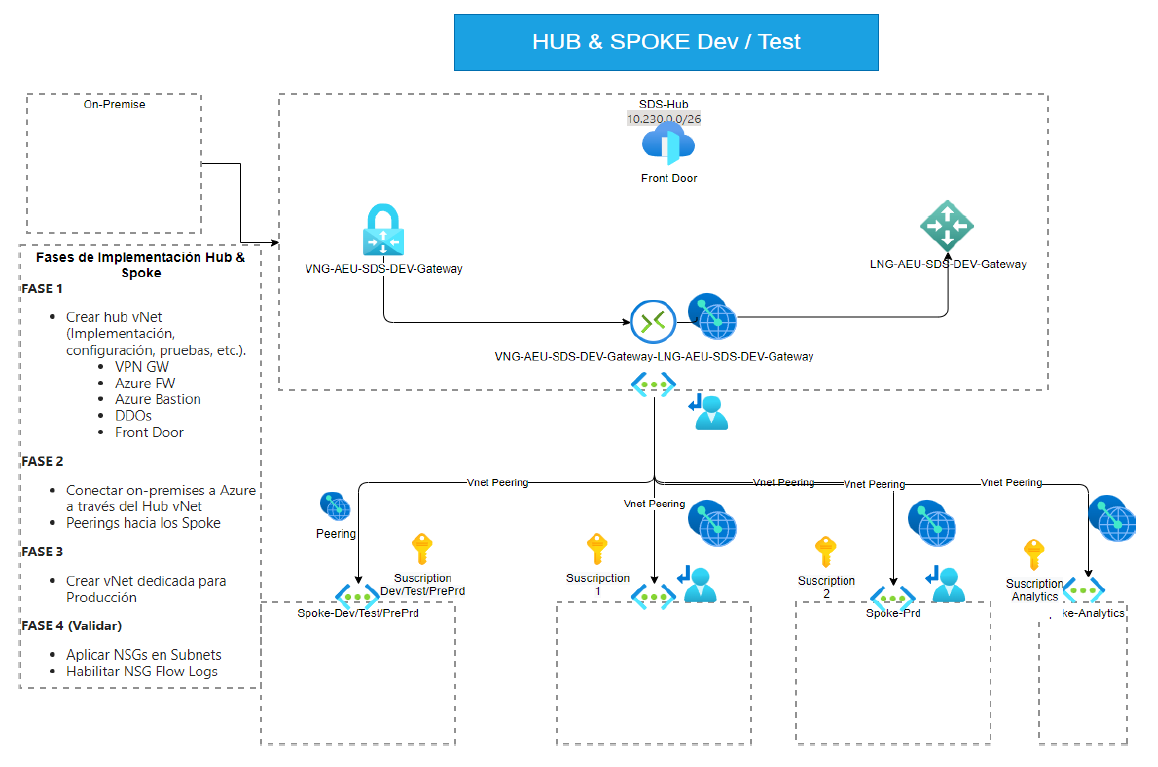 HUB & SPOKE Dev / Test
On-Premise
SDS-Hub
10.230.0.0/26
Front Door
VNG-AEU-SDS-DEV-Gateway
LNG-AEU-SDS-DEV-Gateway
VNG-AEU-SDS-DEV-Gateway-LNG-AEU-SDS-DEV-Gateway
Fases de Implementación Hub &
Spoke
FASE 1
Crear hub vNet
(Implementación,
configuración, pruebas, etc.).
VPN GW
Azure FW
Azure Bastion
DDOs
Front Door
FASE 2
Conectar on-premises a Azure
a través del Hub vNet
Peerings hacia los Spoke
FASE 3
Crear vNet dedicada para
Producción
FASE 4 (Validar)
Aplicar NSGs en Subnets
Habilitar NSG Flow Logs
Vnet Peering
Vnet Peering
Vnet Peering
Vnet Peering
Vnet Peering
Peering
Suscription
Dev/Test/PrePrd
Suscripction
1
Suscription
2
Suscription
Analytics
Spoke-Dev/Test/PrePrd
Spoke-Prd
ke-Analytics